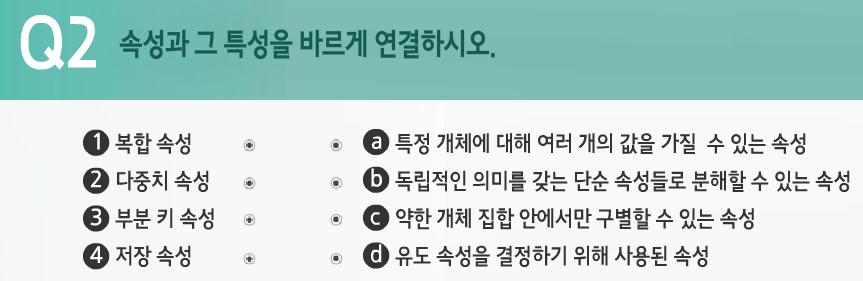 Q2 속성과 그 특성을 바르게 연결하시오.
1 복합 속성 a 특정 개체에 대해 여러 개의 값을 가질 수 있는 속성
2 다중치 속성 b 독립적인 의미를 갖는 단순 속성들로 분해할 수 있는 속성
3 부분 키 속성 c 약한 개체 집합 안에서만 구별할 수 있는 속성
4 저장 속성 d 유도 속성을 결정하기 위해 사용된 속성